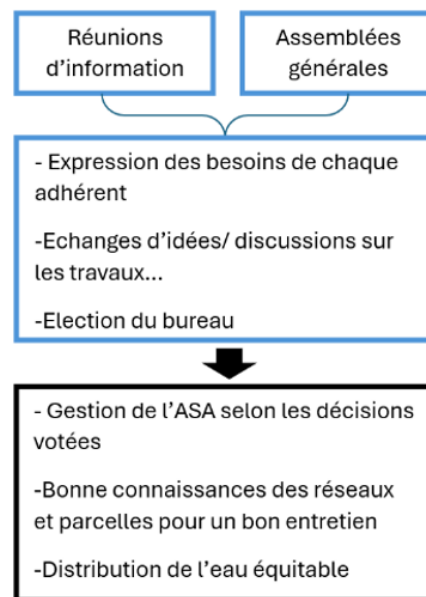 Réunions
d'information
Assemblées
générales
- Expression des besoins de chaque
adhérent
-Echanges d'idées/ discussions sur
les travaux...
-Election du bureau
- Gestion de l'ASA selon les décisions
votées
-Bonne connaissances des réseaux
et parcelles pour un bon entretien
-Distribution de l'eau équitable